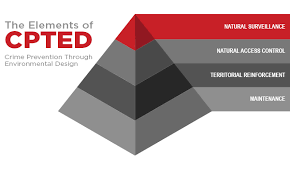 The Elements of
CPTED
Crime Prevention Through
Environmental Design
NATURAL SURVEILLANCE
NATURAL ACCESS CONTROL
TERRITORIAL REINFORCEMENT
MAINTENANCE